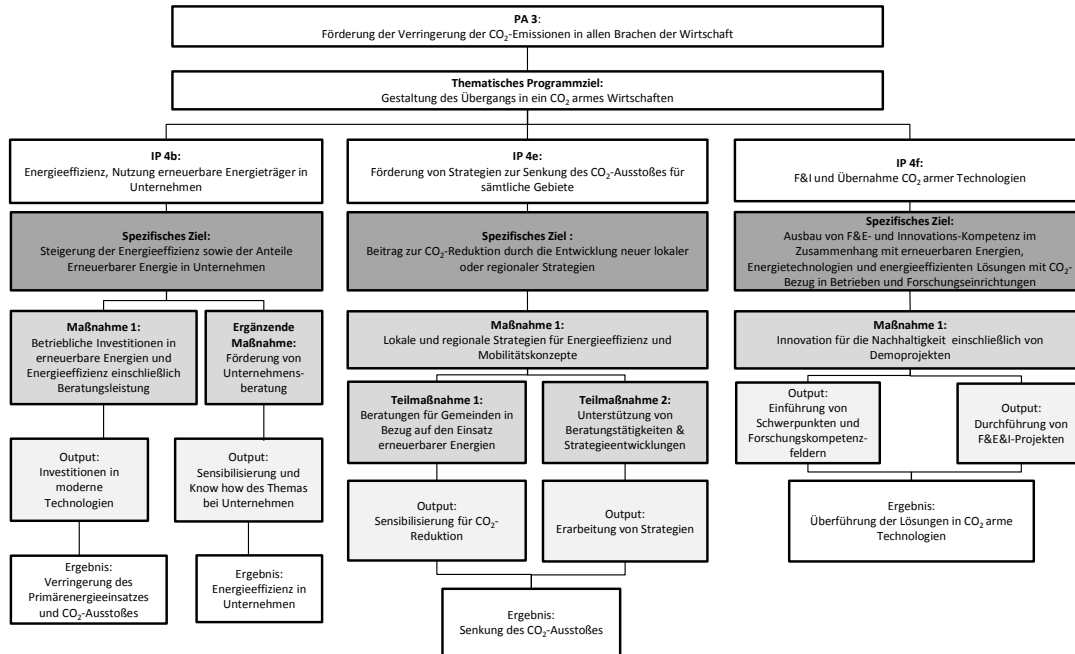 PA 3:
Förderung der Verringerung der CO₂-Emissionen in allen Brachen der Wirtschaft
Thematisches Programmziel:
Gestaltung des Übergangs in ein CO₂ armes Wirtschaften
IP 4b:
Energieeffizienz, Nutzung erneuerbare Energieträger in
Unternehmen
IP 4e:
Förderung von Strategien zur Senkung des CO₂-Ausstoßes für
sämtliche Gebiete
IP 4f:
F&I und Übernahme CO₂ armer Technologien
Spezifisches Ziel:
Steigerung der Energieeffizienz sowie der Anteile
Erneuerbarer Energie in Unternehmen
Spezifisches Ziel :
Beitrag zur CO₂-Reduktion durch die Entwicklung neuer lokaler
oder regionaler Strategien
Spezifisches Ziel:
Ausbau von F&E- und Innovations-Kompetenz im
Zusammenhang mit erneuerbaren Energien,
Energietechnologien und energieeffizienten Lösungen mit CO₂-
Bezug in Betrieben und Forschungseinrichtungen
Maßnahme 1:
Betriebliche Investitionen in
erneuerbare Energien und
Energieeffizienz einschließlich
Beratungsleistung
Ergänzende
Maßnahme:
Förderung von
Unternehmens-
beratung
Maßnahme 1:
Lokale und regionale Strategien für Energieeffizienz und
Mobilitätskonzepte
Maßnahme 1:
Innovation für die Nachhaltigkeit einschließlich von
Demoprojekten
Teilmaßnahme 1:
Beratungen für Gemeinden in
Bezug auf den Einsatz
erneuerbarer Energien
Teilmaßnahme 2:
Unterstützung von
Beratungstätigkeiten &
Strategieentwicklungen
Output:
Einführung von
Schwerpunkten und
Forschungskompetenz-
feldern
Output:
Durchführung von
F&E&I-Projekten
Output:
Investitionen in
moderne
Technologien
Output:
Sensibilisierung und
Know how des Themas
bei Unternehmen
Output:
Sensibilisierung für CO₂-
Reduktion
Output:
Erarbeitung von Strategien
Ergebnis:
Überführung der Lösungen in CO₂ arme
Technologien
Ergebnis:
Verringerung des
Primärenergieeinsatzes
und CO₂-Ausstoßes
Ergebnis:
Energieeffizienz in
Unternehmen
Ergebnis:
Senkung des CO₂-Ausstoßes